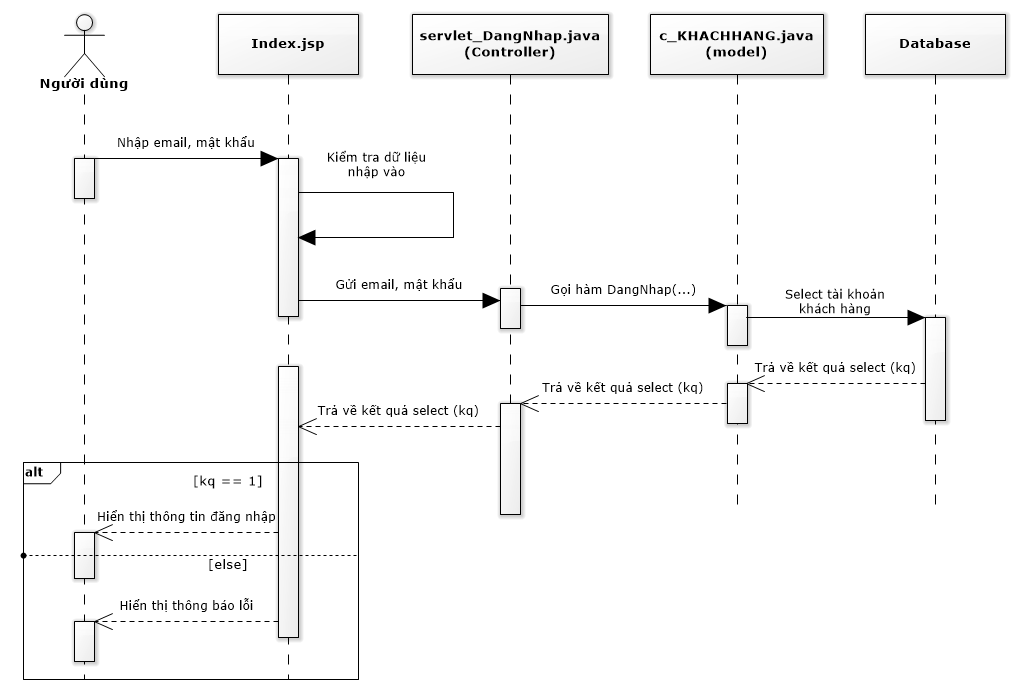 Người dùng
Index.jsp
servlet_DangNhap.java
(Controller)
c_KHACHHANG.java
(model)
Database
Nhập email, mật khẩu
Kiểm tra dữ liệu
nhập vào
Gửi email, mật khẩu
Gọi hàm DangNhap(...)
Select tài khoản
khách hàng
Trả về kết quả select (kq)
Trả về kết quả select (kq)
Trả về kết quả select (kq)
alt
[kq == 1]
Hiển thị thông tin đăng nhập
[else]
Hiển thị thông báo lỗi